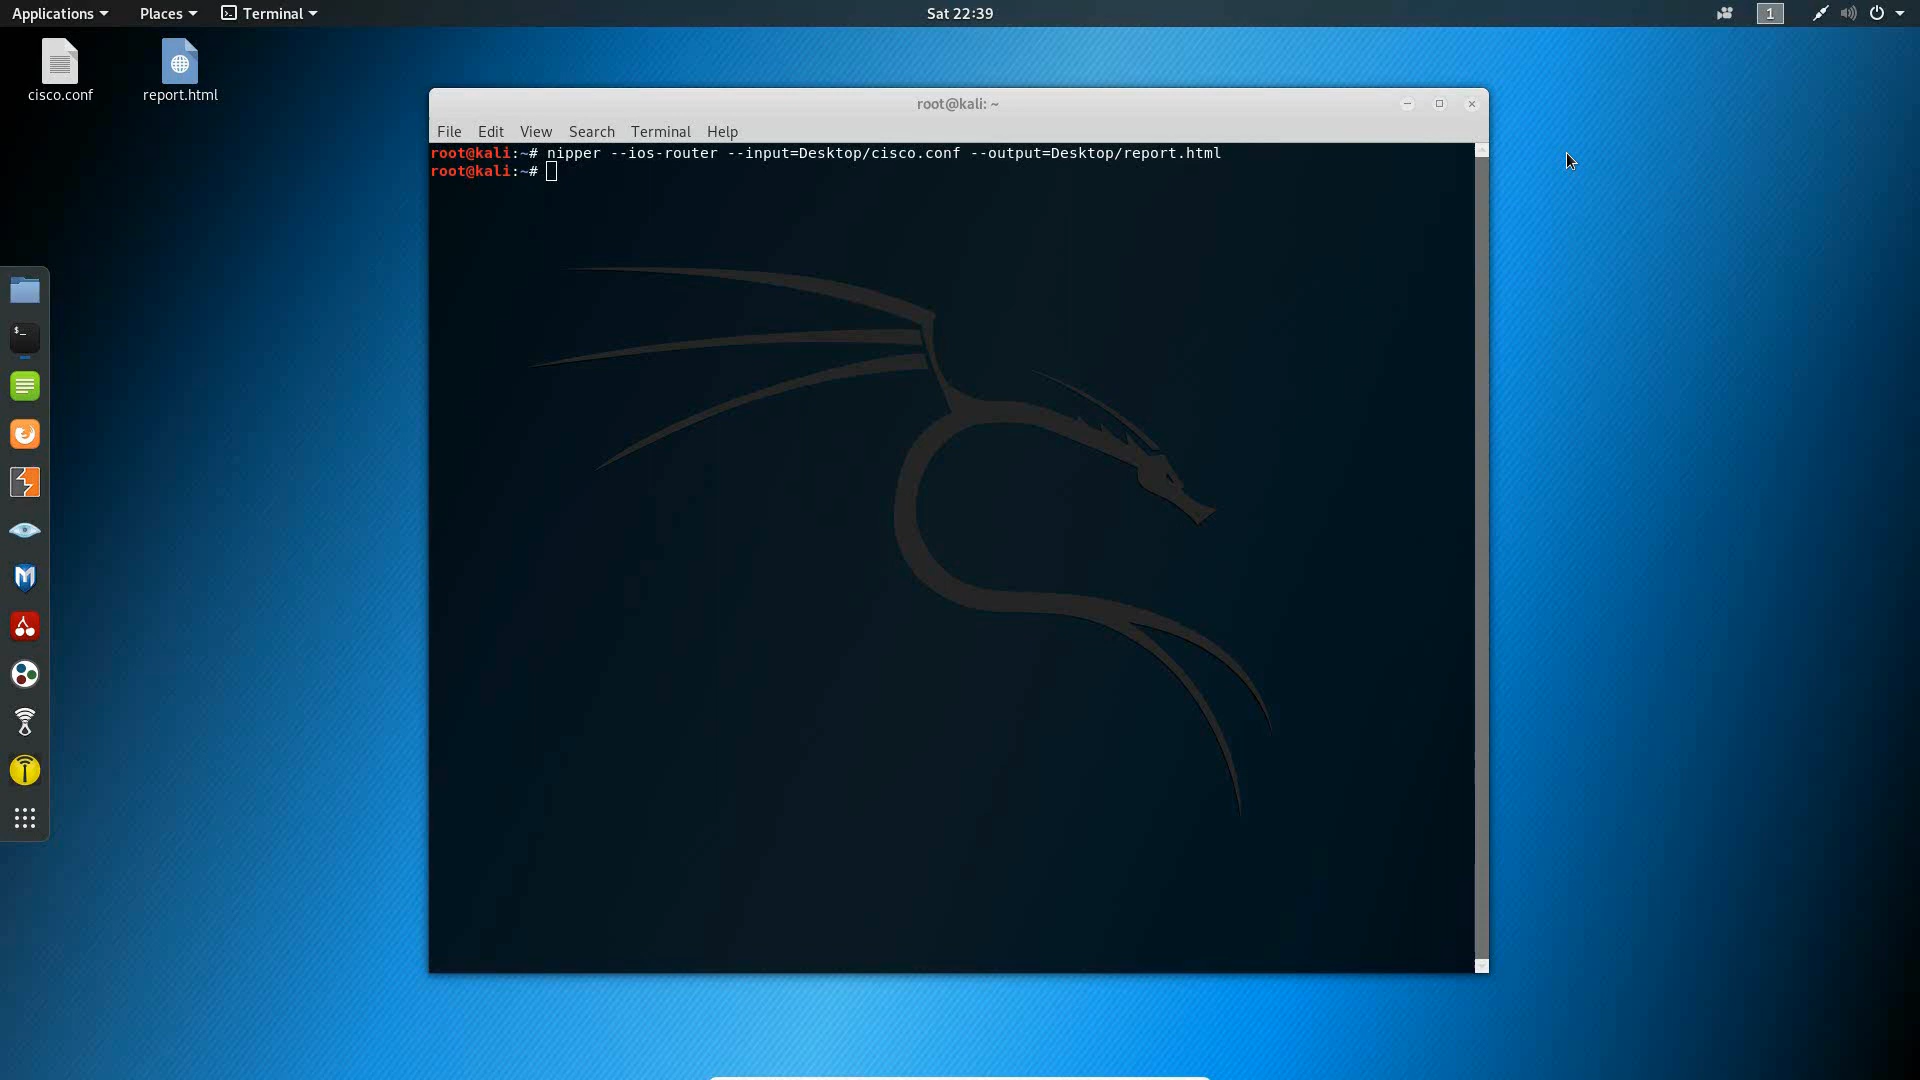 Applications Places Terminal Sat 22:39 1
cisco.conf report.html
root@kali: ~
File Edit View Search Terminal Help
root@kali:~# nipper --ios-router --input=Desktop/cisco.conf --output=Desktop/report.html
root@kali:~#
$_